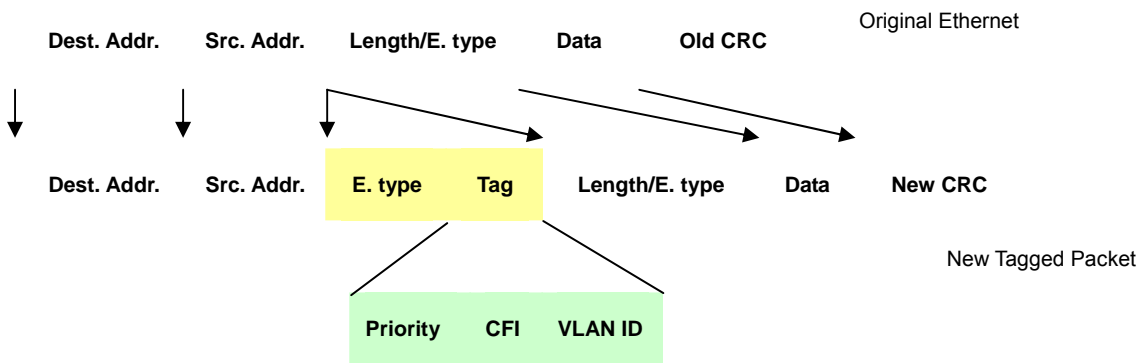 Original Ethernet
Dest. Addr. Src. Addr. Length/E. type Data Old CRC
Dest. Addr. Src. Addr. E. type Tag Length/E. type Data New CRC
New Tagged Packet
Priority CFI VLAN ID